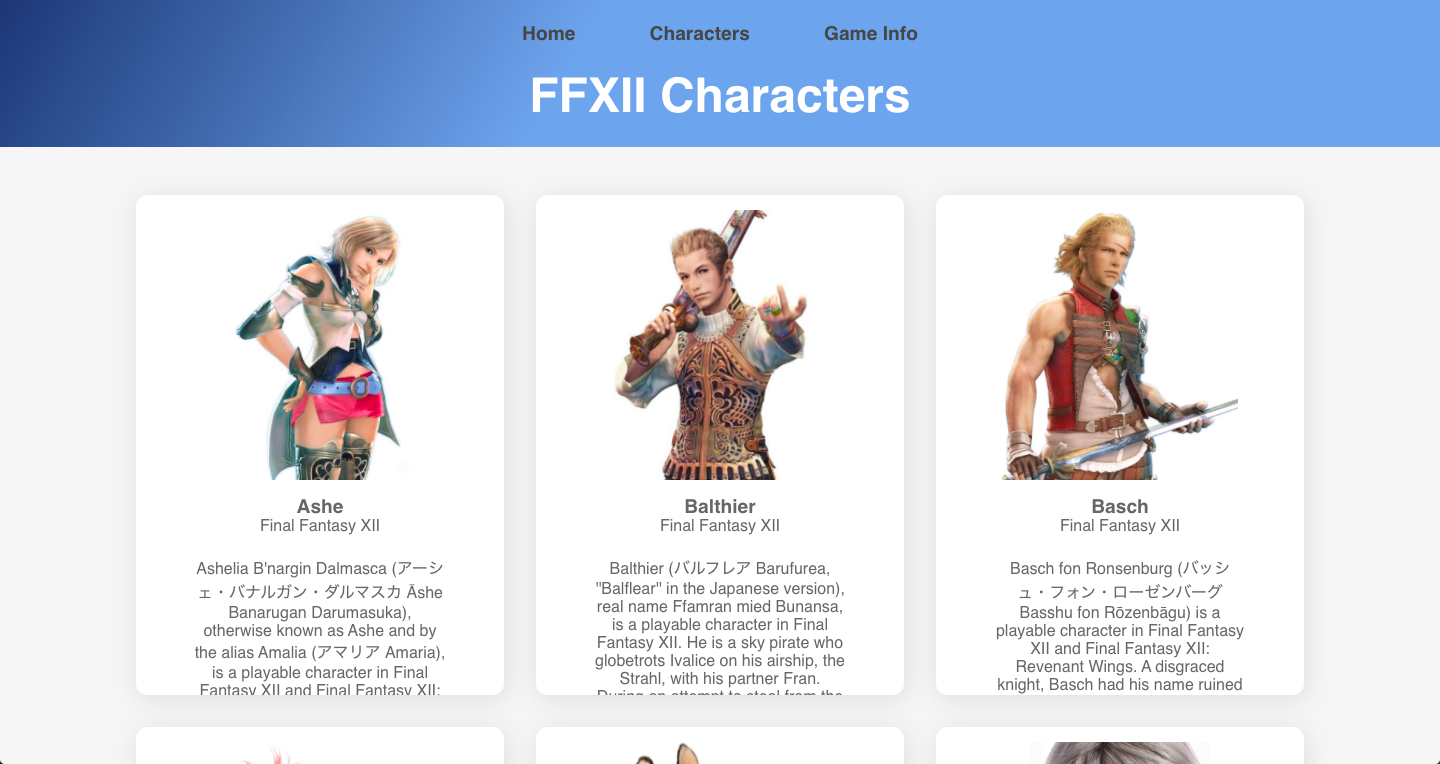 Home Characters Game Info
FFXII Characters
Ashe
Final Fantasy XII
Ashelia B'nargin Dalmasca (アーシ
ェ・バナルガン・ダルマスカ Āshe
Banarugan Darumasuka),
otherwise known as Ashe and by
the alias Amalia (アマリア Amaria),
is a playable character in Final
Fantasy XII and Final Fantasy XII:
Balthier
Final Fantasy XII
Balthier (バルフレア Barufurea,
"Balflear" in the Japanese version),
real name Ffamran mied Bunansa,
is a playable character in Final
Fantasy XII. He is a sky pirate who
globetrots Ivalice on his airship, the
Strahl, with his partner Fran.
During an attempt to steal from the
Basch
Final Fantasy XII
Basch fon Ronsenburg (バッシ
ュ・フォン・ローゼンバーグ
Basshu fon Rōzenbāgu) is a
playable character in Final Fantasy
XII and Final Fantasy XII:
Revenant Wings. A disgraced
knight, Basch had his name ruined